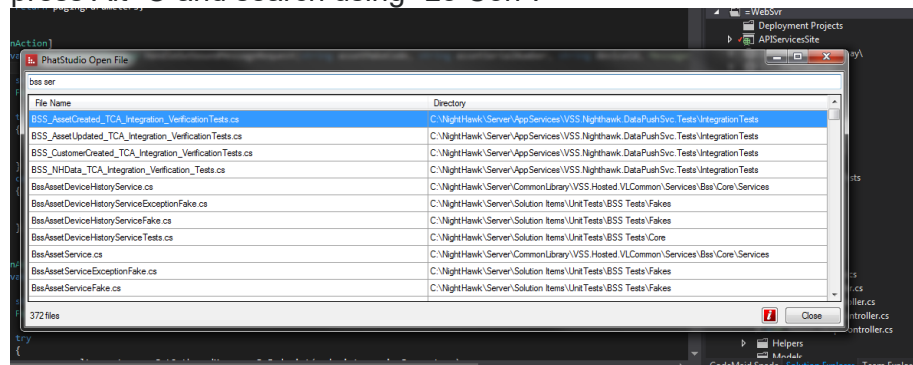 =WebSvr
Deployment Projects
APIServicesSite
nAction]
PhatStudio Open File
bss ser
File Name Directory
BSS_AssetCreated_TCA_Integration_VerificationTests.cs C:\NightHawk\Server\AppServices\VSS.Nighthawk.DataPushSvc.Tests\IntegrationTests
BSS_AssetUpdated_TCA_Integration_VerificationTests.cs C:\NightHawk\Server\AppServices\VSS.Nighthawk.DataPushSvc.Tests\IntegrationTests
BSS_CustomerCreated_TCA_Integration_VerificationTests.cs C:\NightHawk\Server\AppServices\VSS.Nighthawk.DataPushSvc.Tests\IntegrationTests
BSS_NHData_TCA_Integration_Verification_Tests.cs C:\NightHawk\Server\AppServices\VSS.Nighthawk.DataPushSvc.Tests\IntegrationTests
BssAssetDeviceHistoryService.cs C:\NightHawk\Server\CommonLibrary\VSS.Hosted.VLCommon\Services\Bss\Core\Services
BssAssetDeviceHistoryServiceExceptionFake.cs C:\NightHawk\Server\Solution Items\UnitTests\BSS Tests\Fakes
BssAssetDeviceHistoryServiceFake.cs C:\NightHawk\Server\Solution Items\UnitTests\BSS Tests\Fakes
BssAssetDeviceHistoryServiceTests.cs C:\NightHawk\Server\Solution Items\UnitTests\BSS Tests\Core
BssAssetService.cs C:\NightHawk\Server\CommonLibrary\VSS.Hosted.VLCommon\Services\Bss\Core\Services
BssAssetServiceExceptionFake.cs C:\NightHawk\Server\Solution Items\UnitTests\BSS Tests\Fakes
BssAssetServiceFake.cs C:\NightHawk\Server\Solution Items\UnitTests\BSS Tests\Fakes
372 files Close
try
{
Helpers
Models